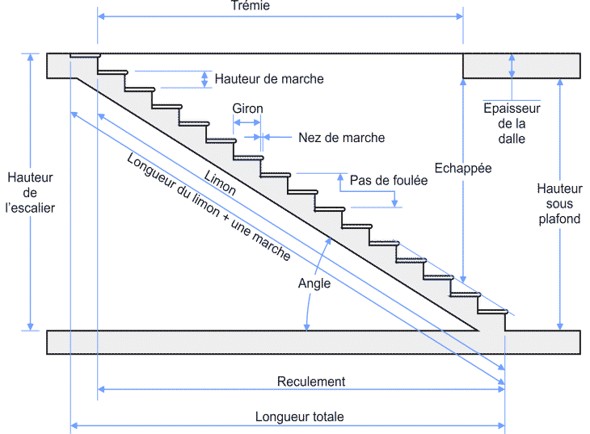 Trémie
Hauteur de marche
Giron
Nez de marche
Epaisseur
de la
dalle
Echappée
Pas de foulée
Hauteur
de
l'escalier
Limon
Longueur du limon + une marche
Hauteur
sous
plafond
Angle
Reculement
Longueur totale